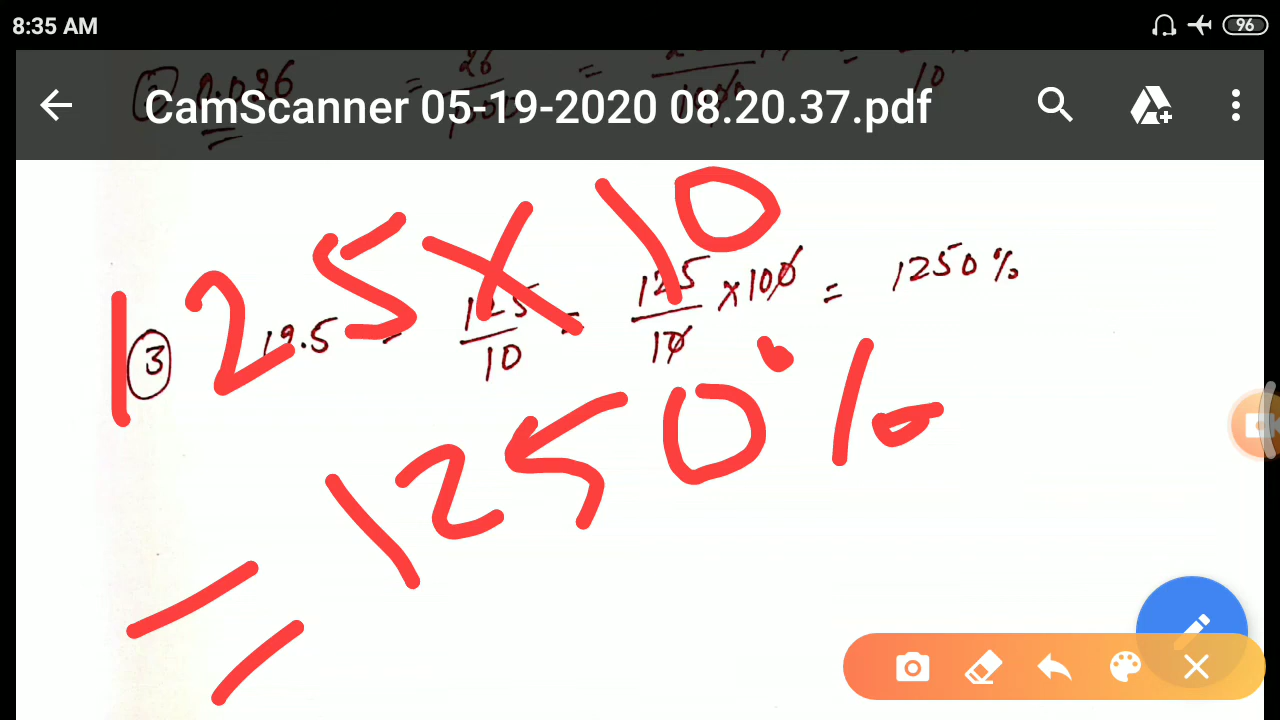 8:35 AM 96
CamScanner 05-19-2020 08.20.37.pdf
125 x 10
③ 12.5 = 125/10 = 125/10 x 100 = 1250%
= 1250%